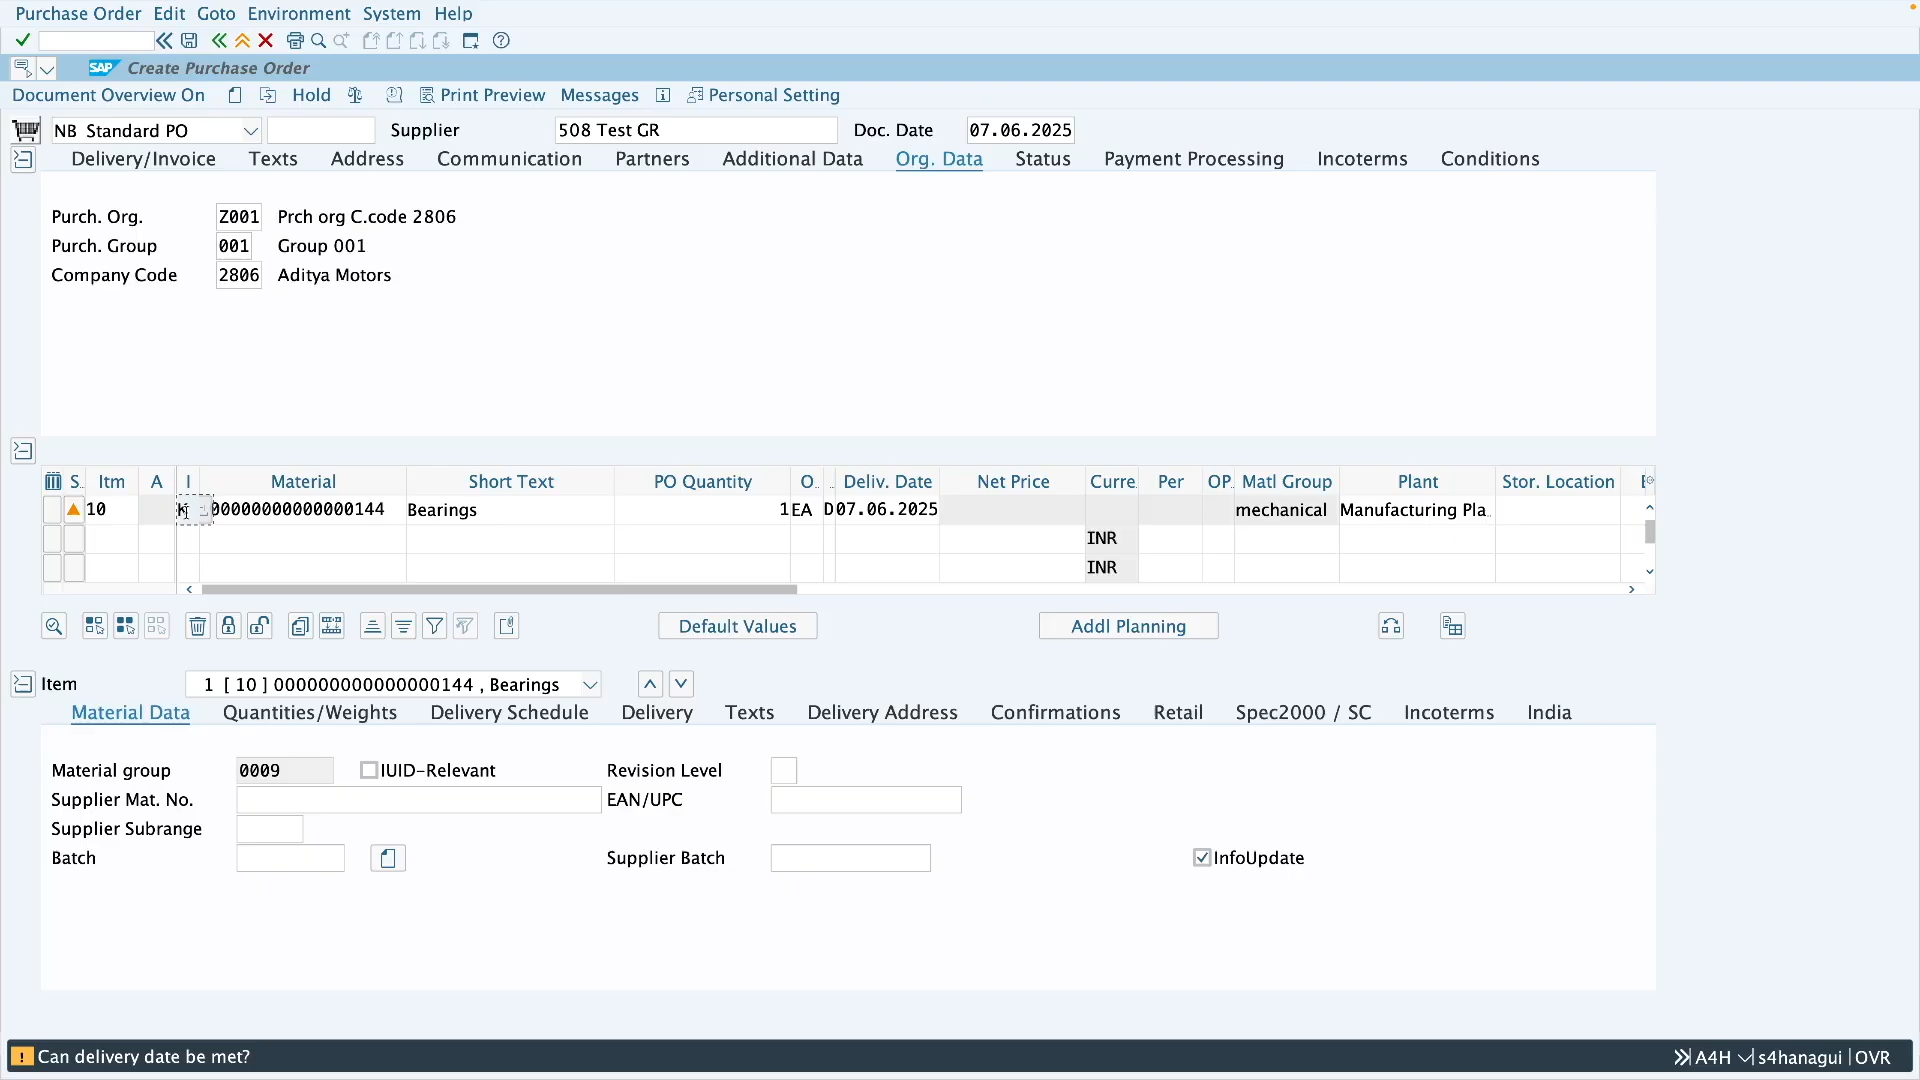 Purchase Order Edit Goto Environment System Help
SAP Create Purchase Order
Document Overview On Hold Print Preview Messages Personal Setting
NB Standard PO Supplier 508 Test GR Doc. Date 07.06.2025
Delivery/Invoice Texts Address Communication Partners Additional Data Org. Data Status Payment Processing Incoterms Conditions
Purch. Org. Z001 Prch org C.code 2806
Purch. Group 001 Group 001
Company Code 2806 Aditya Motors
S.. Itm A I Material Short Text PO Quantity O.. .. Deliv. Date Net Price Curre. Per OP. Matl Group Plant Stor. Location
10 K 00000000000000144 Bearings 1 EA D 07.06.2025 mechanical Manufacturing Pla..
INR
INR
Default Values Addl Planning
Item 1 [ 10 ] 000000000000000144 , Bearings
Material Data Quantities/Weights Delivery Schedule Delivery Texts Delivery Address Confirmations Retail Spec2000 / SC Incoterms India
Material group 0009 IUID-Relevant Revision Level
Supplier Mat. No. EAN/UPC
Supplier Subrange
Batch Supplier Batch InfoUpdate
Can delivery date be met? A4H s4hanagui OVR